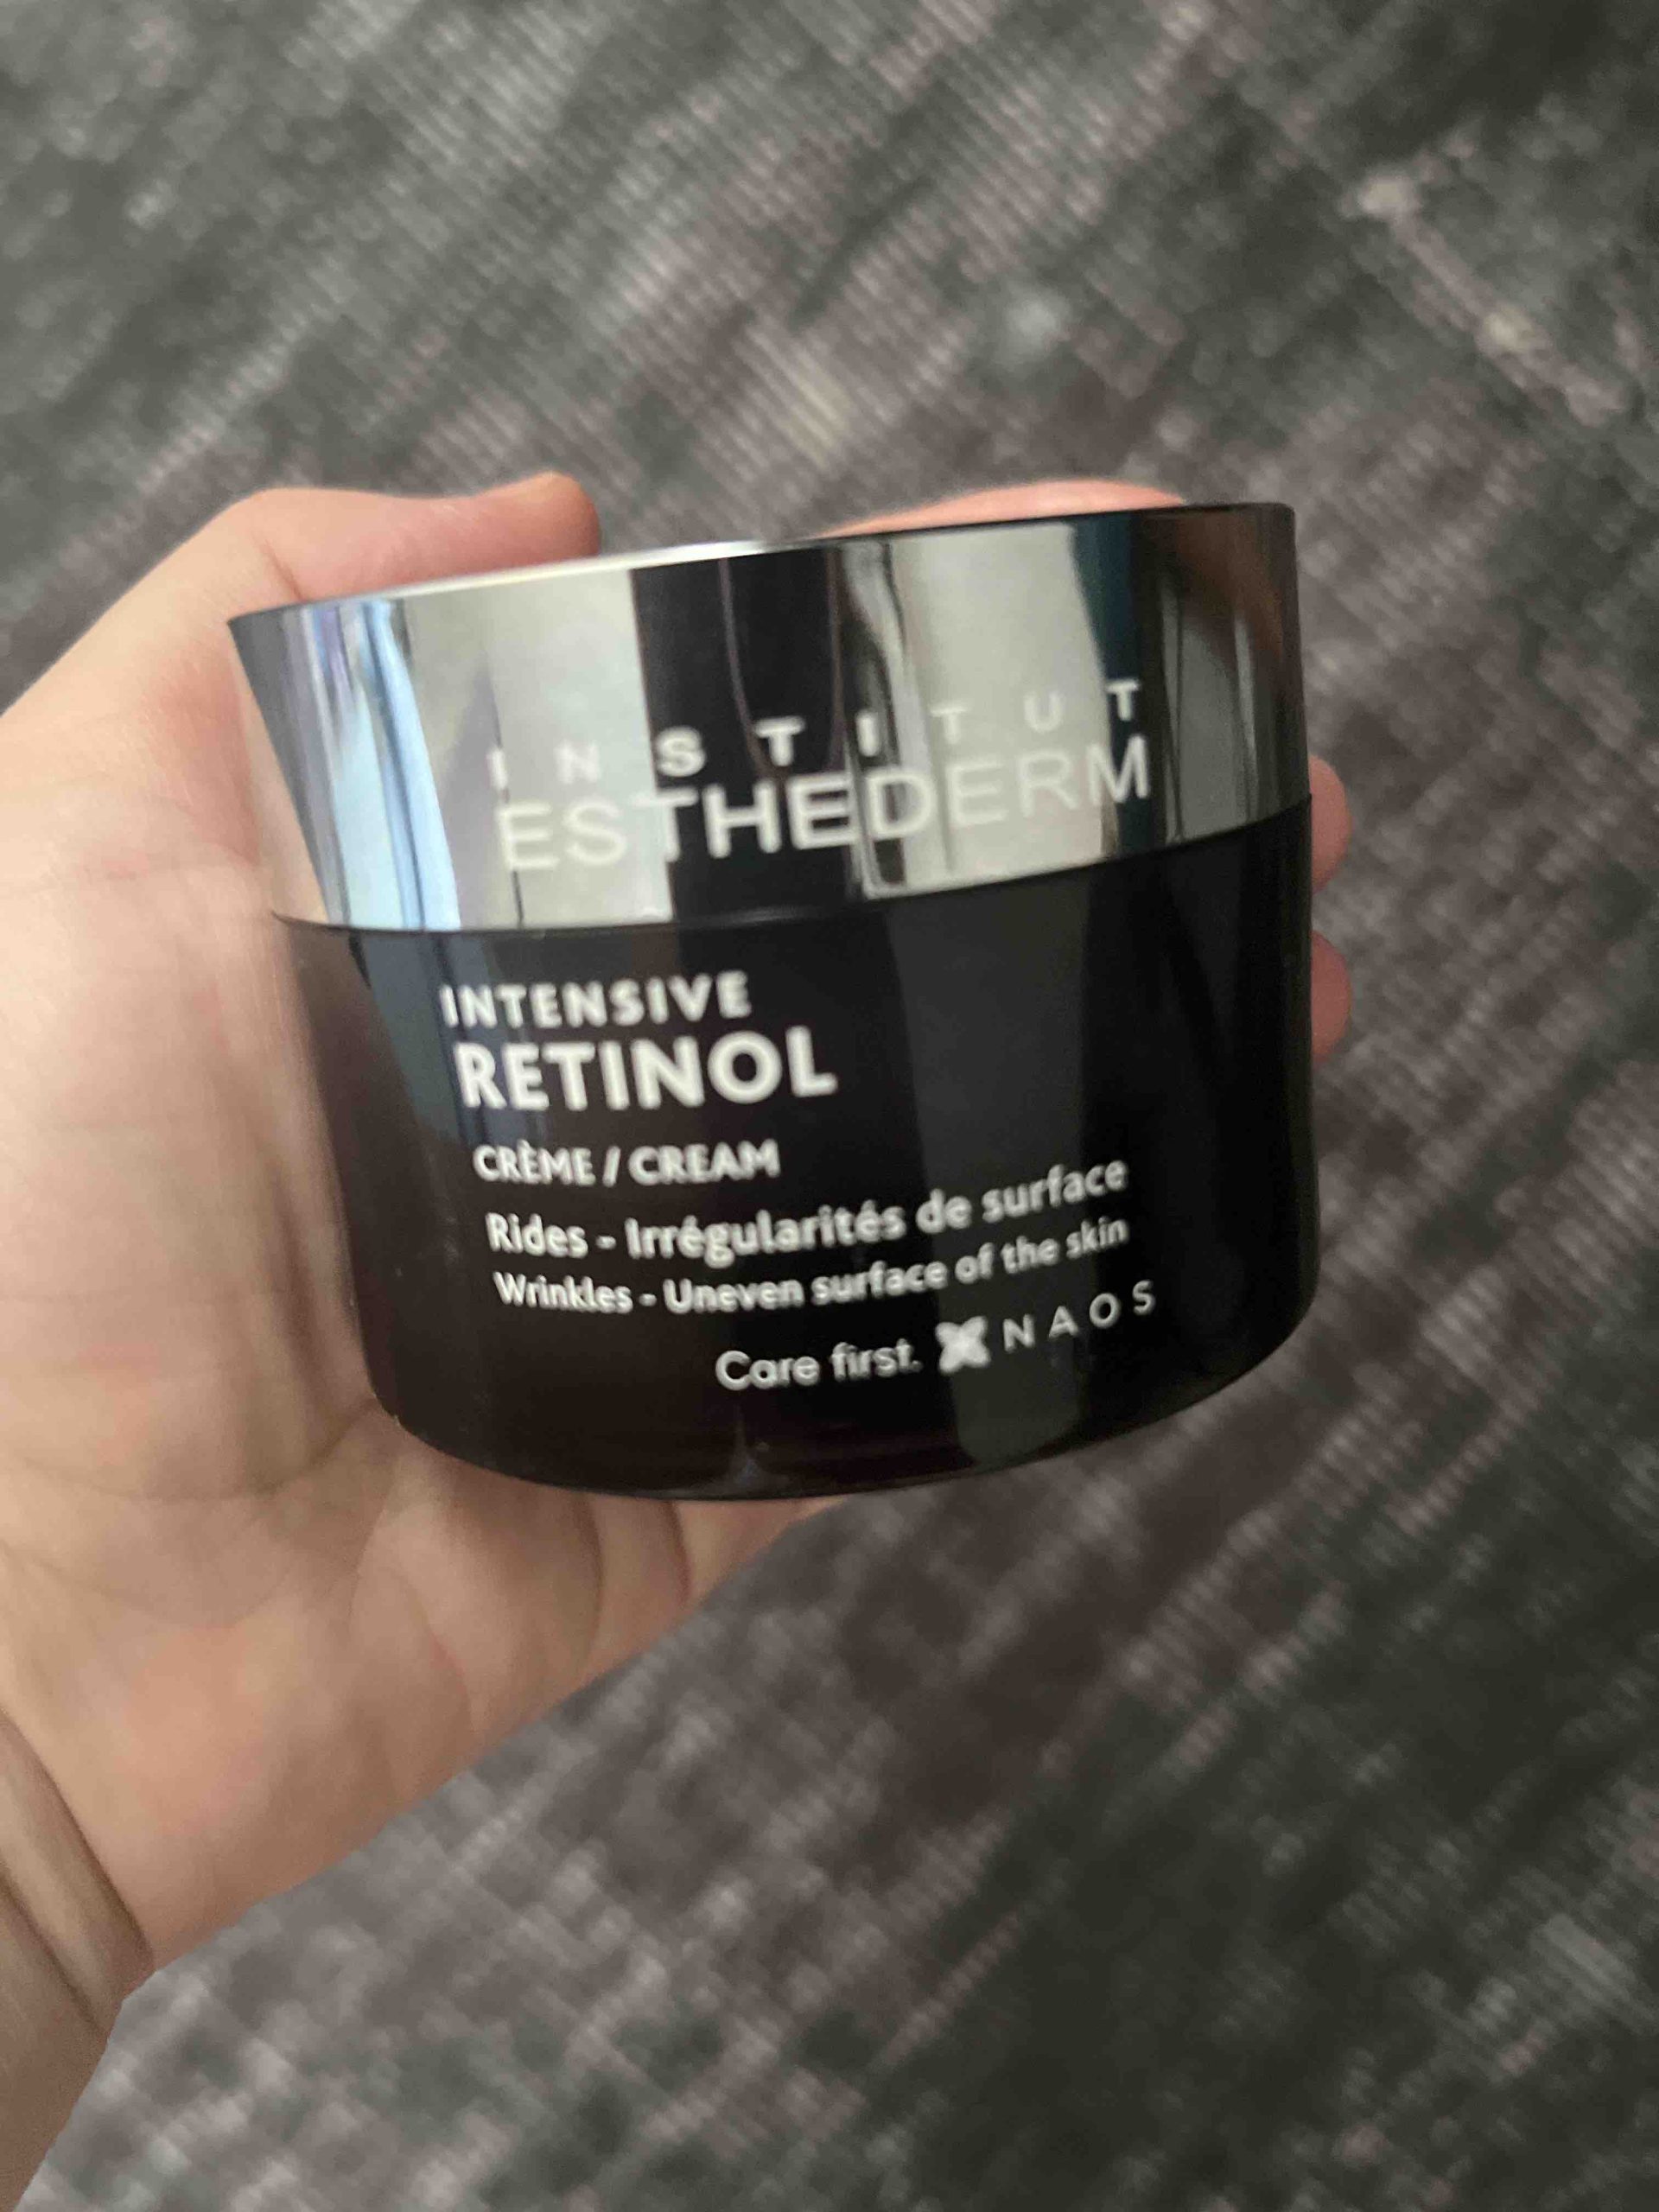 INSTITUT
ESTHEDERM
INTENSIVE
RETINOL
CRÈME / CREAM
Rides - Irrégularités de surface
Wrinkles - Uneven surface of the skin
Care first. NAOS